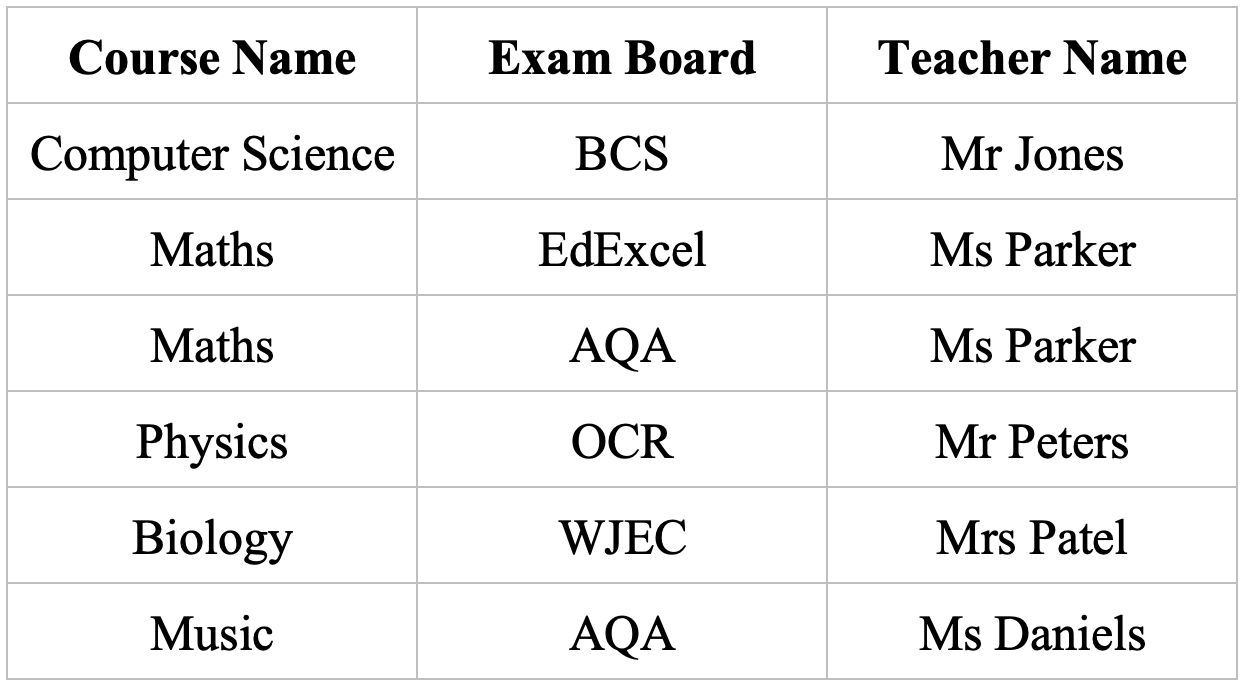 Course Name Exam Board Teacher Name
Computer Science BCS Mr Jones
Maths EdExcel Ms Parker
Maths AQA Ms Parker
Physics OCR Mr Peters
Biology WJEC Mrs Patel
Music AQA Ms Daniels